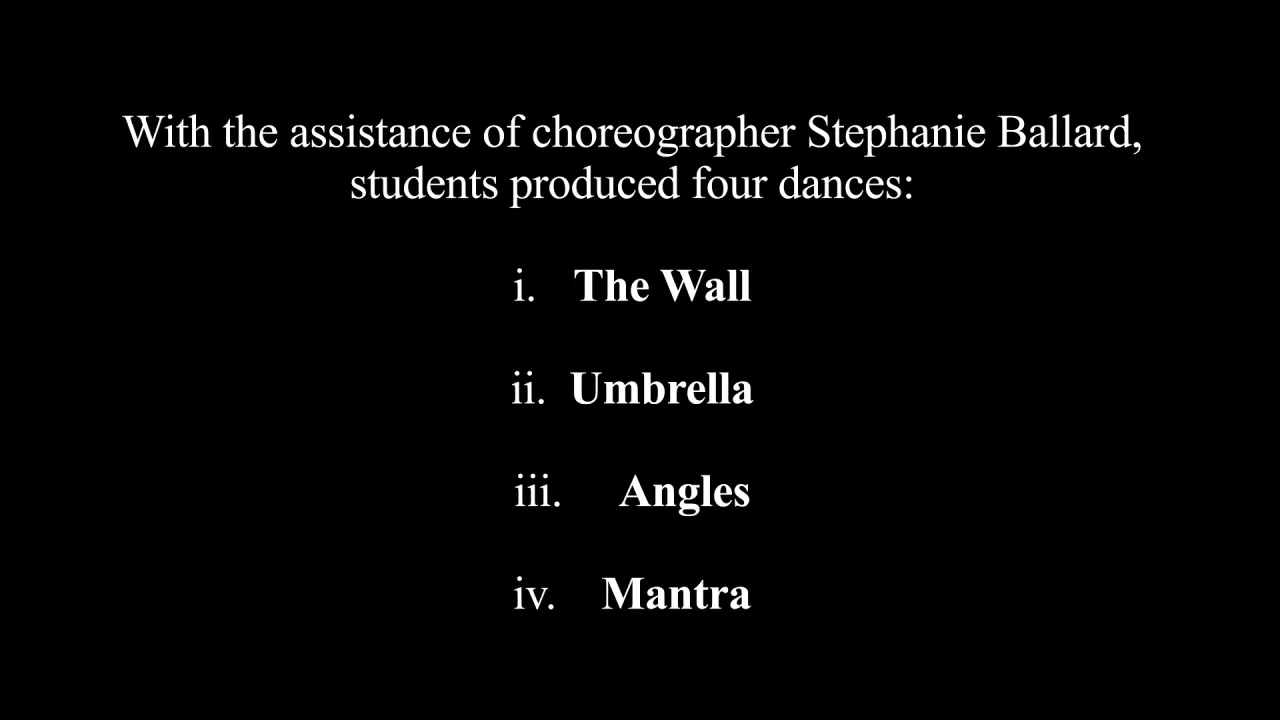 With the assistance of choreographer Stephanie Ballard,
students produced four dances:
i. The Wall
ii. Umbrella
iii. Angles
iv. Mantra